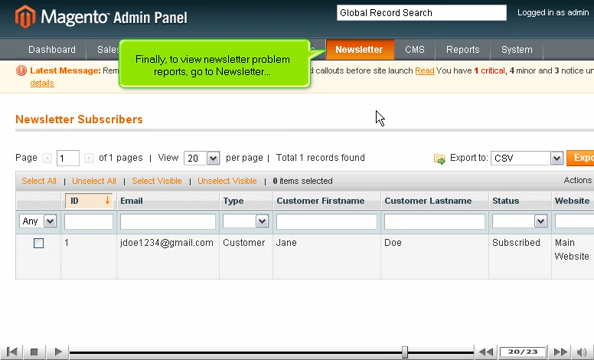 Magento Admin Panel
Global Record Search
Logged in as admin
Dashboard Sales Newsletter CMS Reports System
Finally, to view newsletter problem
reports, go to Newsletter...
Latest Message: callouts before site launch Read You have 1 critical, 4 minor and 3 notice
details
Newsletter Subscribers
Page 1 of 1 pages | View 20 per page | Total 1 records found Export to: CSV
Select All | Unselect All | Select Visible | Unselect Visible | 0 items selected Actions
ID Email Type Customer Firstname Customer Lastname Status Website
Any
1 jdoe1234@gmail.com Customer Jane Doe Subscribed Main
Website
20/23